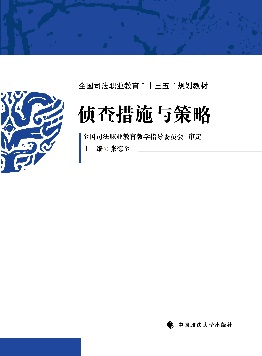 全国司法职业教育“十三五”规划教材
侦查措施与策略
全国司法职业教育教学指导委员会 审定
主 编
中国政法大学出版社